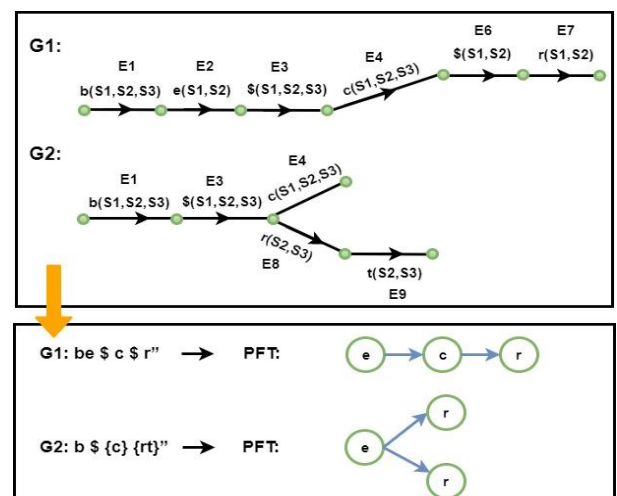 G1:
E1 E2 E3 E4 E6 E7
b(S1,S2,S3) e(S1,S2) $(S1,S2,S3) c(S1,S2,S3) $(S1,S2) r(S1,S2)
G2:
E1 E3 E4
b(S1,S2,S3) $(S1,S2,S3) c(S1,S2,S3)
r(S2,S3)
E8
t(S2,S3)
E9
G1: be $ c $ r” PFT: e c r
r
G2: b $ {c} {rt}” PFT: e
r